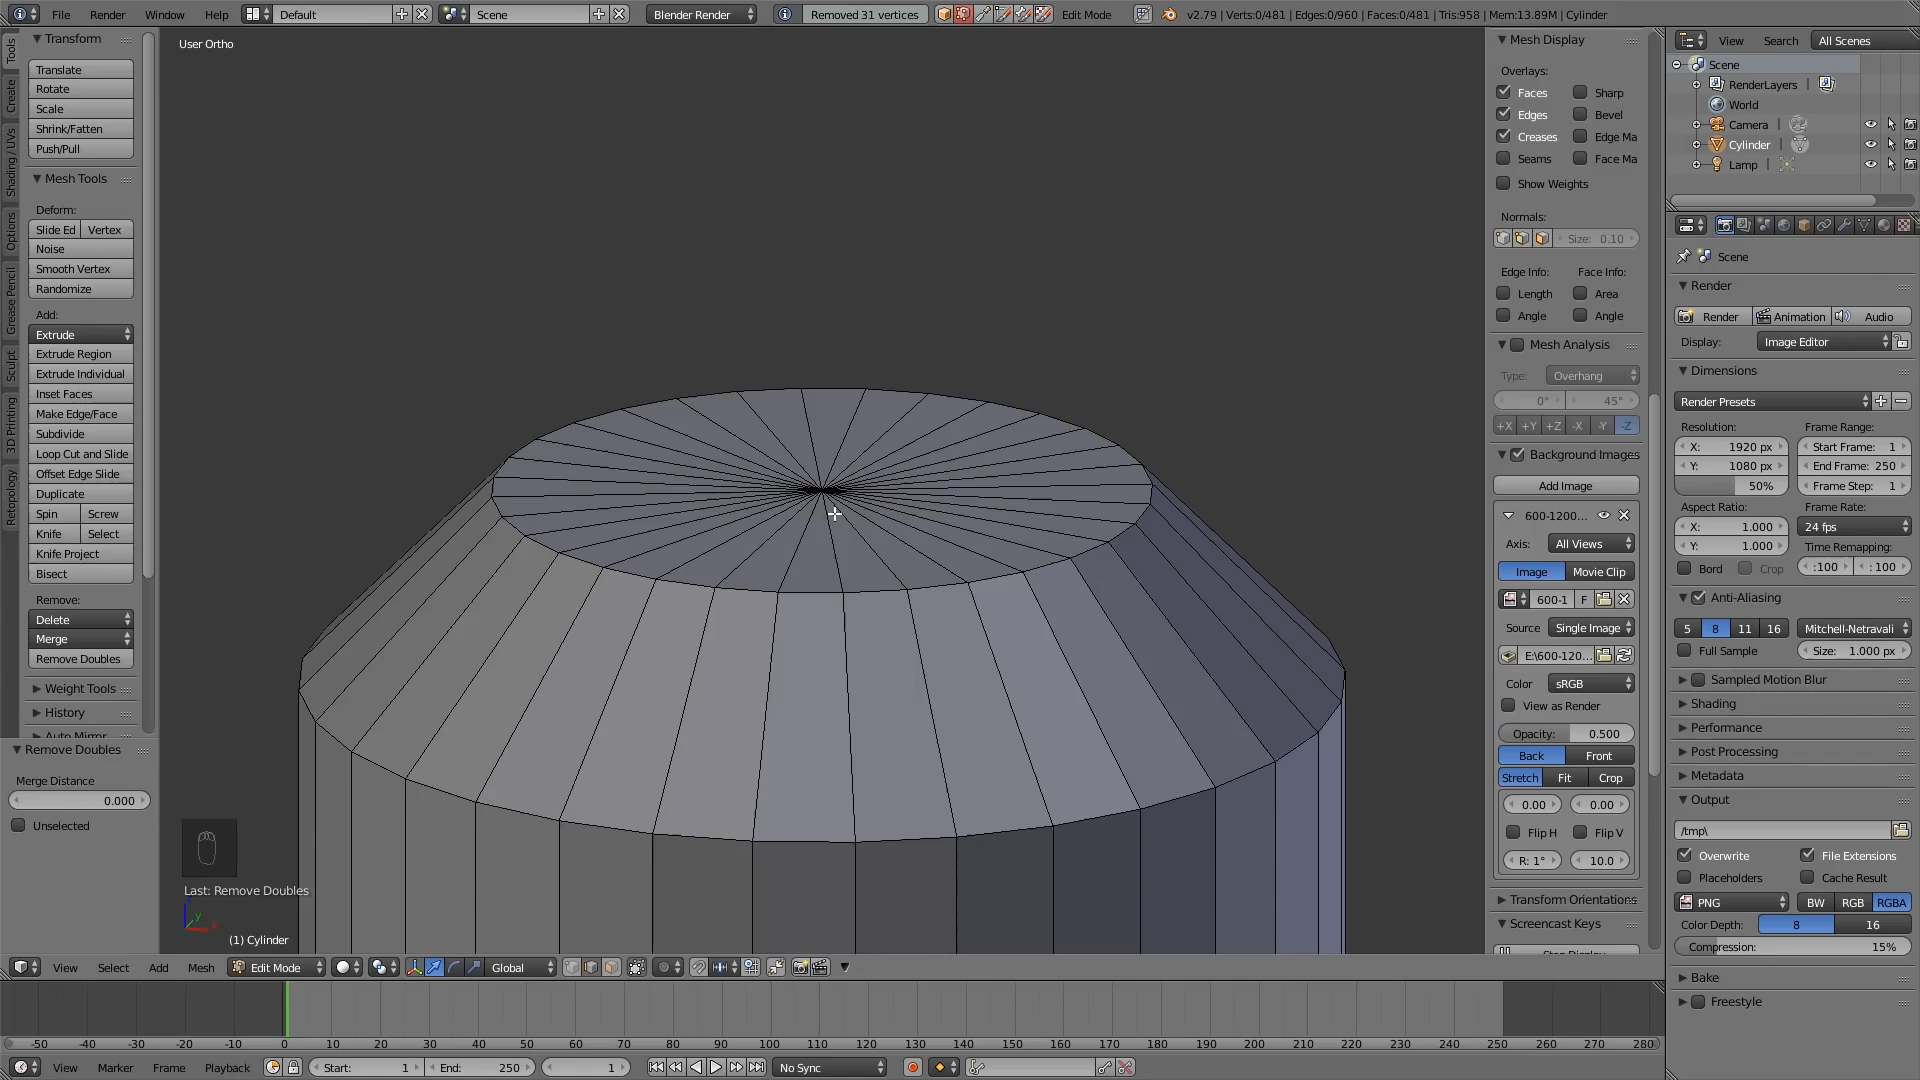 File Render Window Help Default Scene Blender Render Removed 31 vertices Edit Mode v2.79 | Verts:0/481 | Edges:0/960 | Faces:0/481 | Tris:958 | Mem:13.89M | Cylinder
Tools
Create
Shading / UVs
Options
Grease Pencil
Sculpt
3D Printing
Retopology
Transform
Translate
Rotate
Scale
Shrink/Fatten
Push/Pull
Mesh Tools
Deform:
Slide Ed Vertex
Noise
Smooth Vertex
Randomize
Add:
Extrude
Extrude Region
Extrude Individual
Inset Faces
Make Edge/Face
Subdivide
Loop Cut and Slide
Offset Edge Slide
Duplicate
Spin Screw
Knife Select
Knife Project
Bisect
Remove:
Delete
Merge
Remove Doubles
Weight Tools
History
Auto Mirror
Remove Doubles
Merge Distance
0.000
Unselected
User Ortho
Last: Remove Doubles
z
y
x
(1) Cylinder
Mesh Display
Overlays:
Faces Sharp
Edges Bevel
Creases Edge Ma
Seams Face Ma
Show Weights
Normals:
Size: 0.10
Edge Info: Face Info:
Length Area
Angle Angle
Mesh Analysis
Type: Overhang
0° 45°
+X +Y +Z -X -Y -Z
Background Images
Add Image
600-1200...
Axis: All Views
Image Movie Clip
600-1 F
Source Single Image
E:\600-120...
Color sRGB
View as Render
Opacity: 0.500
Back Front
Stretch Fit Crop
0.00 0.00
Flip H Flip V
R: 1° 10.0
Transform Orientations
Screencast Keys
View Search All Scenes
Scene
RenderLayers |
World
Camera |
Cylinder |
Lamp |
Scene
Render
Render Animation Audio
Display: Image Editor
Dimensions
Render Presets
Resolution: Frame Range:
X: 1920 px Start Frame: 1
Y: 1080 px End Frame: 250
50% Frame Step: 1
Aspect Ratio: Frame Rate:
X: 1.000 24 fps
Y: 1.000 Time Remapping:
Bord Crop :100 : 100
Anti-Aliasing
5 8 11 16 Mitchell-Netravali
Full Sample Size: 1.000 px
Sampled Motion Blur
Shading
Performance
Post Processing
Metadata
Output
/tmp\
Overwrite File Extensions
Placeholders Cache Result
PNG BW RGB RGBA
Color Depth: 8 16
Compression: 15%
Bake
Freestyle
View Select Add Mesh Edit Mode Global
-50 -40 -30 -20 -10 0 10 20 30 40 50 60 70 80 90 100 110 120 130 140 150 160 170 180 190 200 210 220 230 240 250 260 270 280
View Marker Frame Playback Start: 1 End: 250 1 No Sync